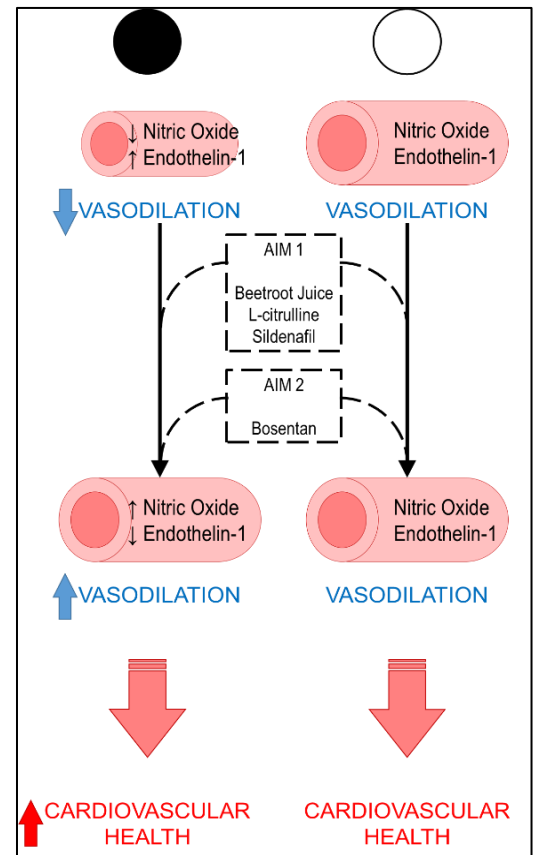 ↓ Nitric Oxide
↑ Endothelin-1
Nitric Oxide
Endothelin-1
VASODILATION
VASODILATION
AIM 1
Beetroot Juice
L-citrulline
Sildenafil
AIM 2
Bosentan
↑ Nitric Oxide
↓ Endothelin-1
Nitric Oxide
Endothelin-1
VASODILATION
VASODILATION
CARDIOVASCULAR
HEALTH
CARDIOVASCULAR
HEALTH